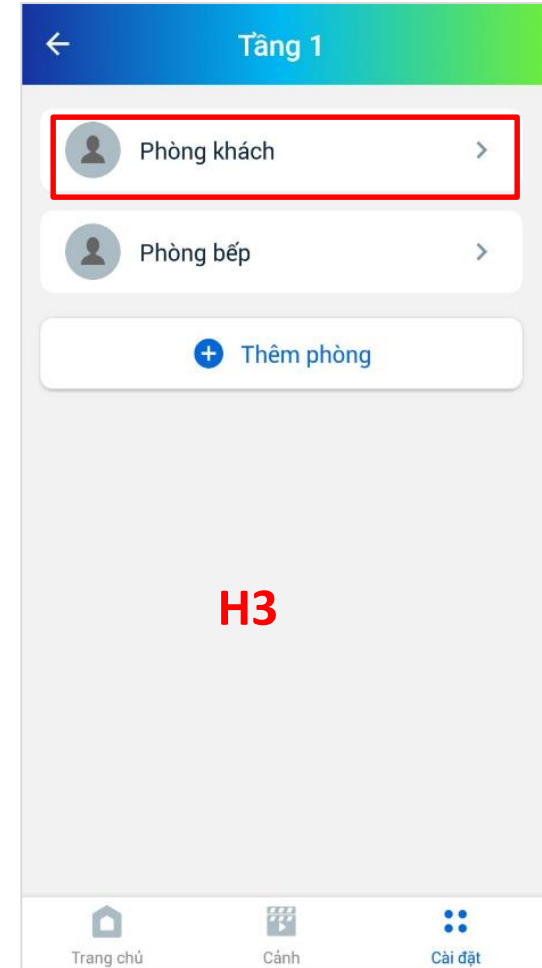 Tầng 1
Phòng khách
Phòng bếp
Thêm phòng
H3
Trang chủ Cảnh Cài đặt